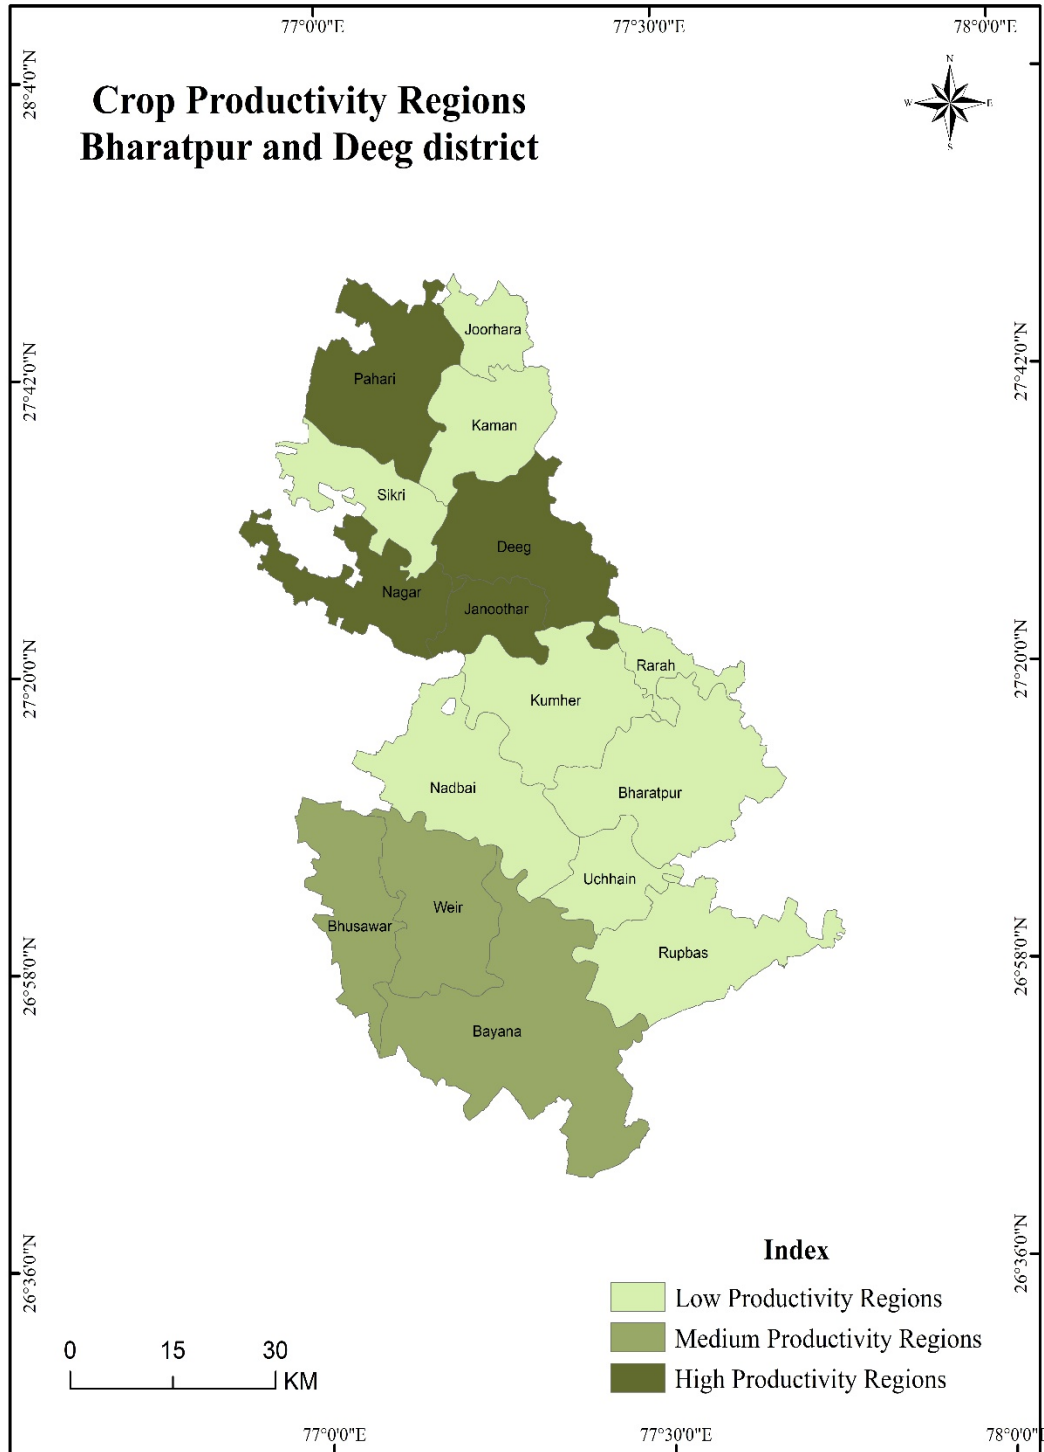 77°0'0"E
77°30'0"E
78°0'0"E
28°4'0"N
Crop Productivity Regions
Bharatpur and Deeg district
N
W
E
S
Joorhara
Pahari
27°42'0"N
27°42'0"N
Kaman
Sikri
Deeg
Nagar
Janoothar
Rarah
27°20'0"N
27°20'0"N
Kumher
Nadbai
Bharatpur
Uchhain
Weir
Bhusawar
Rupbas
26°58'0"N
26°58'0"N
Bayana
Index
26°36'0"N
26°36'0"N
Low Productivity Regions
Medium Productivity Regions
High Productivity Regions
0
15
30
KM
77°0'0"E
77°30'0"E
78°0'0"E